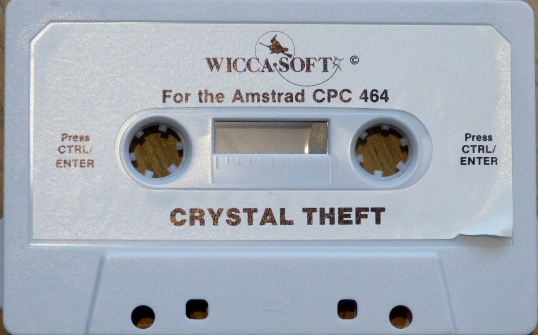 WICCA·SOFT ©
For the Amstrad CPC 464
Press
CTRL/
ENTER
Press
CTRL/
ENTER
CRYSTAL THEFT